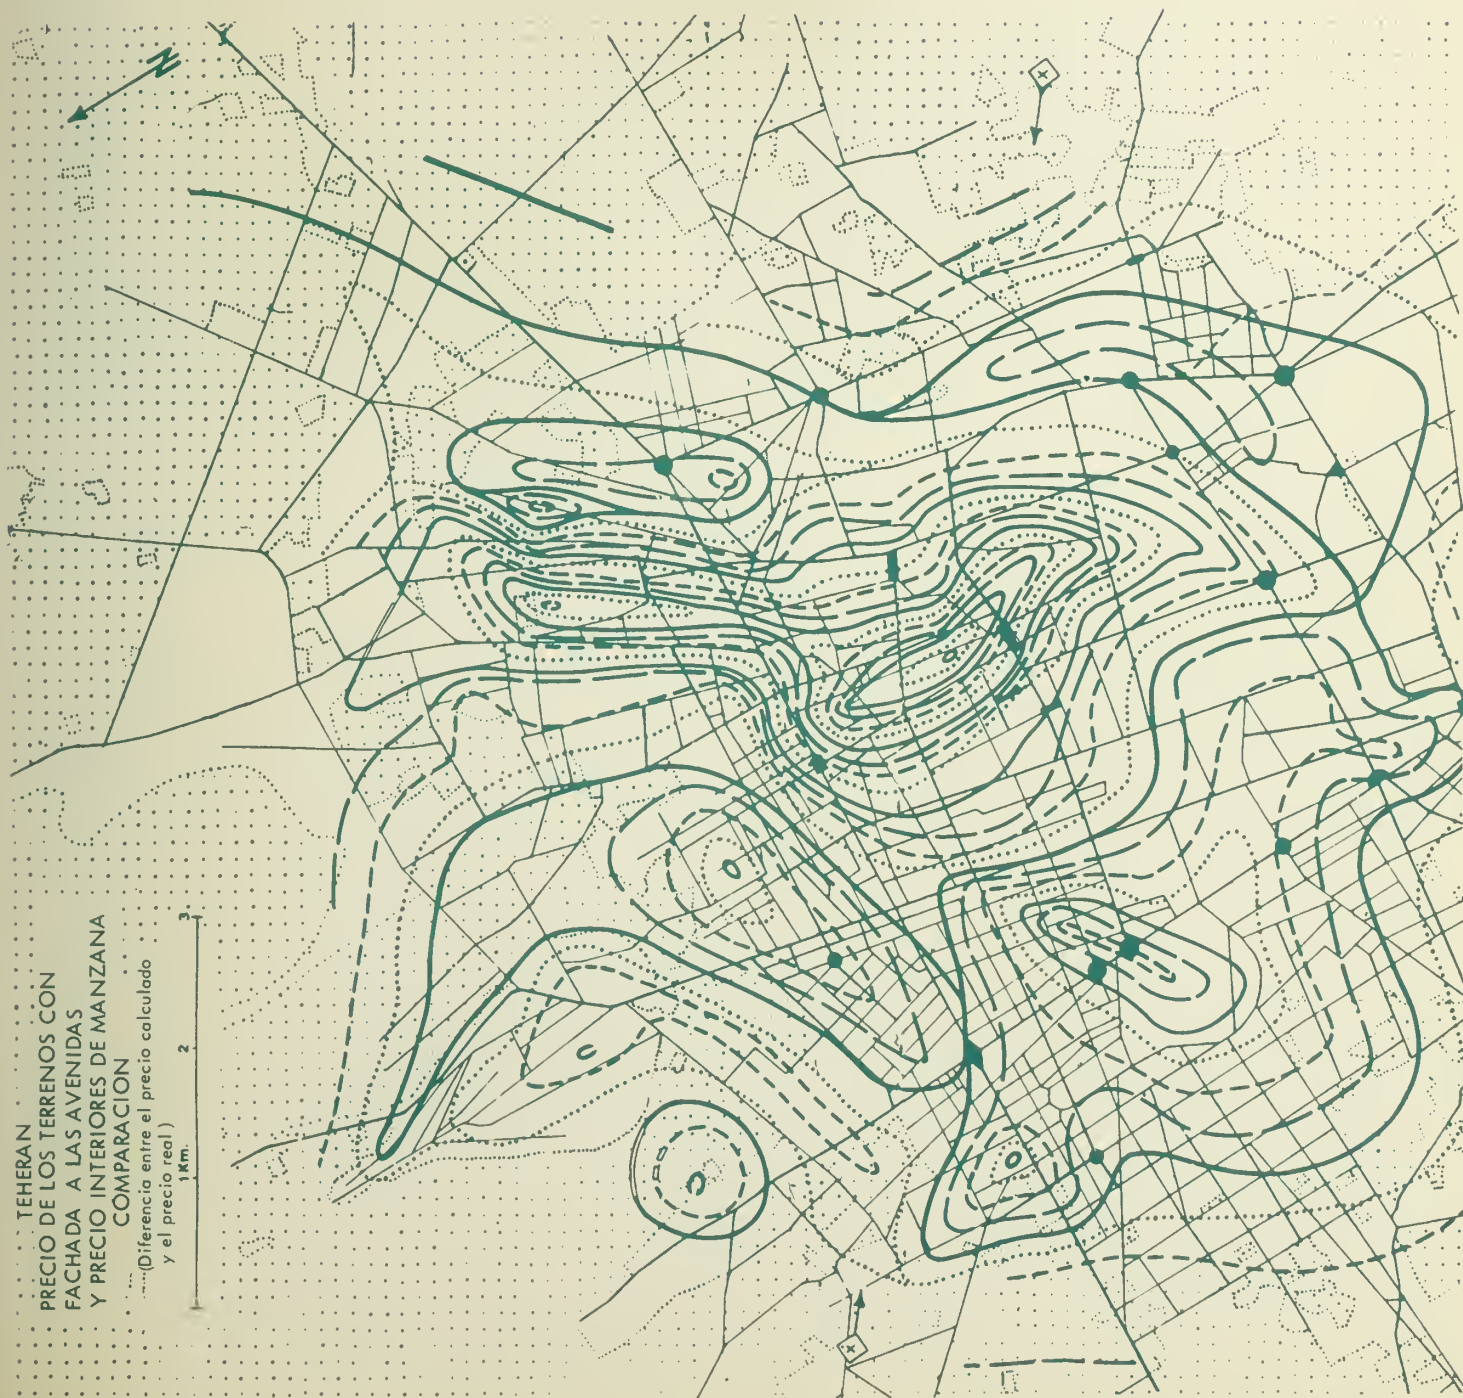 TEHERAN
PRECIO DE LOS TERRENOS CON
FACHADA A LAS AVENIDAS
Y PRECIO INTERIORES DE MANZANA
COMPARACION
(Diferencia entre el precio calculado
y el precio real)
1Km.
2
3
N